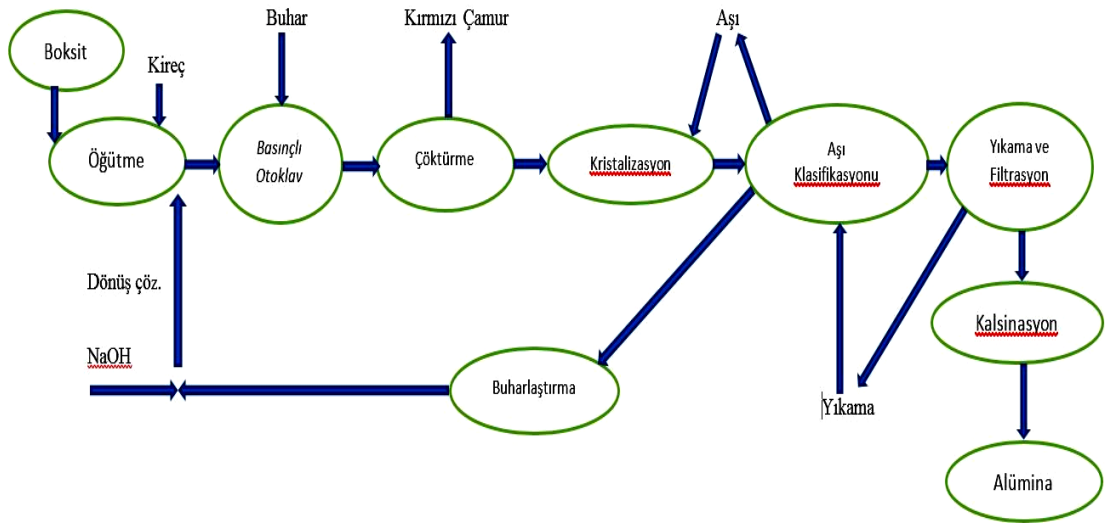 Boksit
Kireç
Buhar
Kırmızı Çamur
Aşı
Öğütme
Basınçlı
Otoklav
Çöktürme
Kristalizasyon
Aşı
Klasifikasyonu
Yıkama ve
Filtrasyon
Dönüş çöz.
NaOH
Buharlaştırma
Yıkama
Kalsinasyon
Alümina